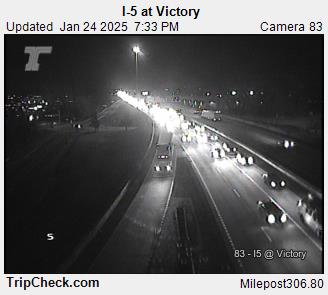 I-5 at Victory
Updated Jan 24 2025 7:33 PM Camera 83
T
S
83 - I5 @ Victory
TripCheck.com Milepost306.80